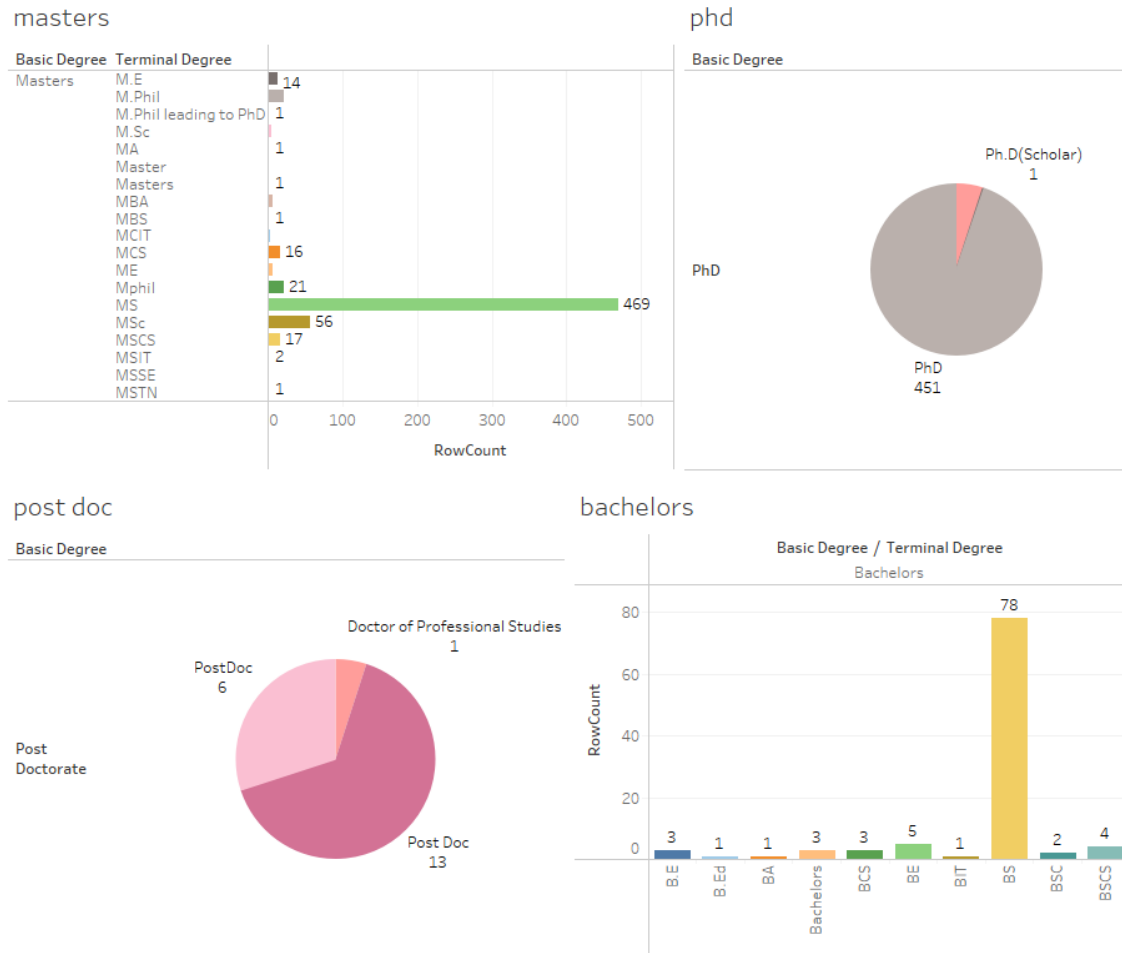 masters
Basic Degree Terminal Degree
Masters M.E 14
M.Phil
M.Phil leading to PhD 1
M.Sc
MA 1
Master
Masters 1
MBA
MBS 1
MCIT
MCS 16
ME
Mphil 21
MS 469
MSc 56
MSCS 17
MSIT 2
MSSE
MSTN 1
0 100 200 300 400 500
RowCount
phd
Basic Degree
Ph.D(Scholar)
1
PhD
PhD
451
post doc
Basic Degree
Doctor of Professional Studies
1
PostDoc
6
Post
Doctorate
Post Doc
13
bachelors
Basic Degree / Terminal Degree
Bachelors
RowCount
80
60
40
20
0
3 1 1 3 3 5 1 78 2 4
B.E B.Ed BA Bachelors BCS BE BIT BS BSC BSCS